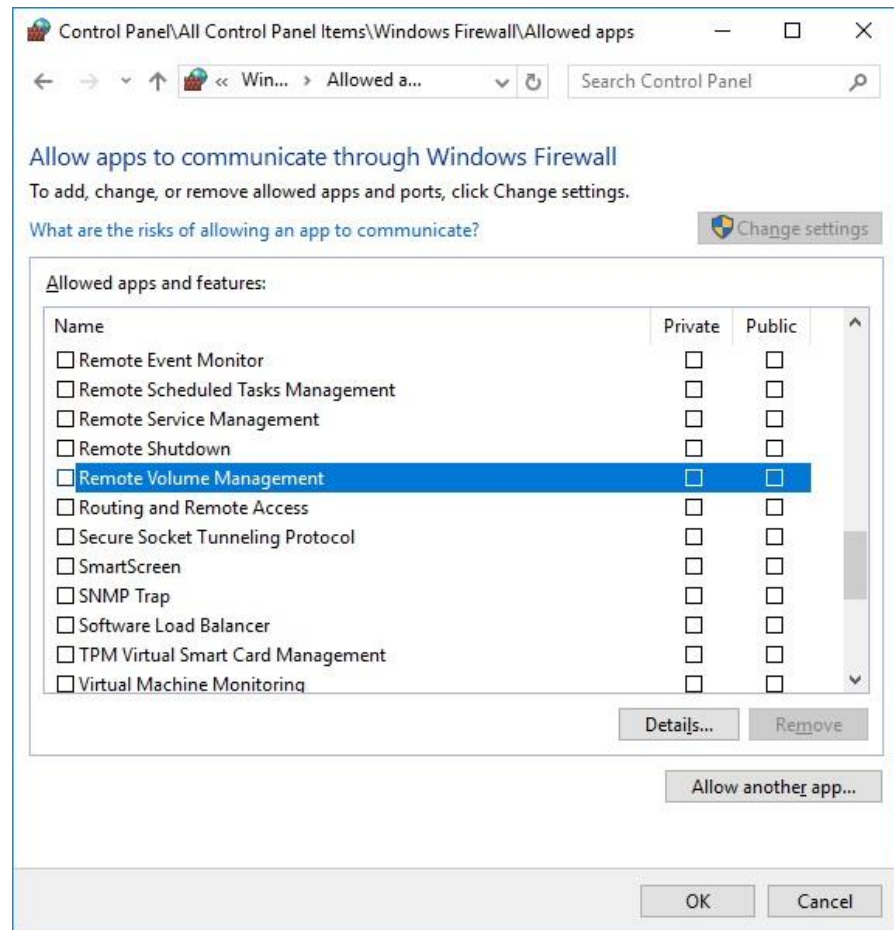 Control Panel\All Control Panel Items\Windows Firewall\Allowed apps
« Win... > Allowed a... Search Control Panel
Allow apps to communicate through Windows Firewall
To add, change, or remove allowed apps and ports, click Change settings.
What are the risks of allowing an app to communicate? Change settings
Allowed apps and features:
Name Private Public
Remote Event Monitor
Remote Scheduled Tasks Management
Remote Service Management
Remote Shutdown
Remote Volume Management
Routing and Remote Access
Secure Socket Tunneling Protocol
SmartScreen
SNMP Trap
Software Load Balancer
TPM Virtual Smart Card Management
Virtual Machine Monitoring
Details... Remove
Allow another app...
OK Cancel